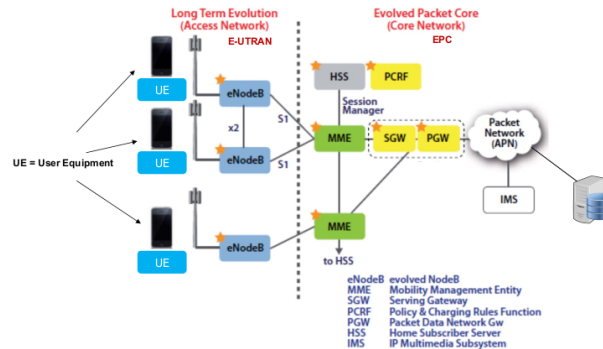 Long Term Evolution
(Access Network)
E-UTRAN
Evolved Packet Core
(Core Network)
EPC
UE
eNodeB
HSS
PCRF
Session
Manager
x2
S1
UE
UE = User Equipment
eNodeB
S1
MME
SGW
PGW
Packet
Network
(APN)
IMS
UE
eNodeB
MME
to HSS
eNodeB evolved NodeB
MME Mobility Management Entity
SGW Serving Gateway
PCRF Policy & Charging Rules Function
PGW Packet Data Network Gw
HSS Home Subscriber Server
IMS IP Multimedia Subsystem